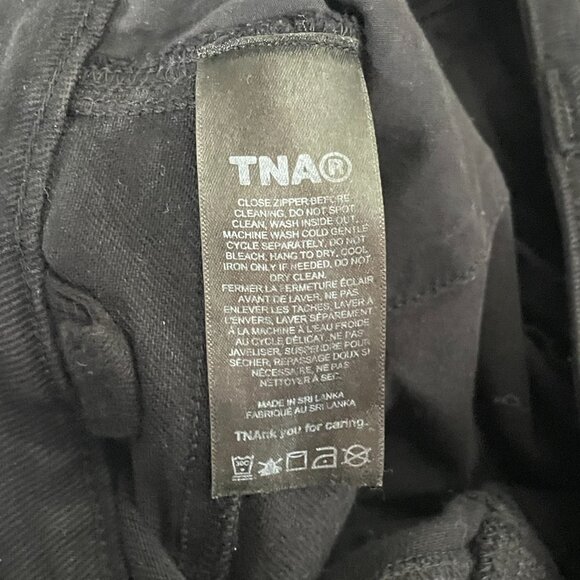 TNA®
CLOSE ZIPPER BEFORE
CLEANING. DO NOT SPOT
CLEAN, WASH INSIDE OUT.
MACHINE WASH COLD GENTLE
CYCLE SEPARATELY. DO NOT
BLEACH. HANG TO DRY. COOL
IRON ONLY IF NEEDED. DO NOT
DRY CLEAN.
FERMER LA FERMETURE ÉCLAIR
AVANT DE LAVER. NE PAS
ENLEVER LES TACHES, LAVER À
L'ENVERS. LAVER SÉPARÉMENT
À LA MACHINE À L'EAU FROIDE
AU CYCLE DÉLICAT. NE PAS
JAVELISER. SUSPENDRE POUR
SÉCHER. REPASSAGE DOUX SI
NÉCESSAIRE. NE PAS
NETTOYER À SEC.
MADE IN SRI LANKA
FABRIQUÉ AU SRI LANKA
TNAnk you for caring.
30C